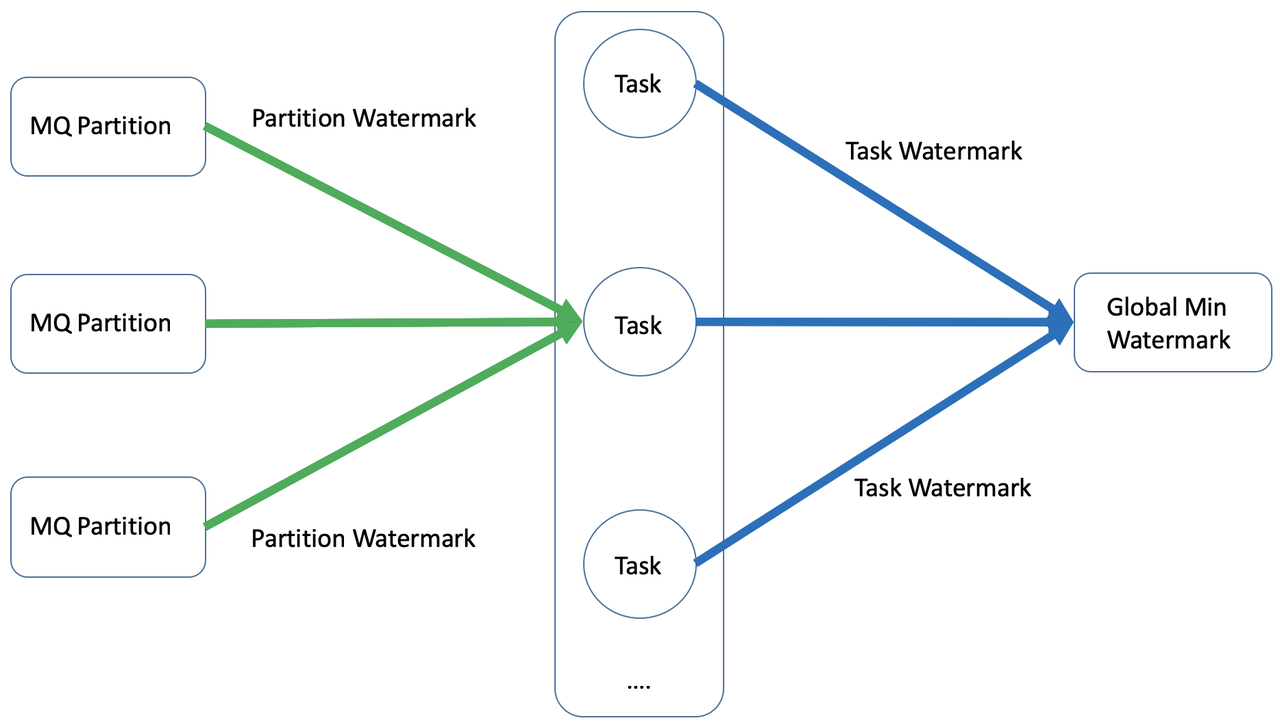 MQ Partition
Partition Watermark
MQ Partition
MQ Partition
Partition Watermark
Task
Task
Task
....
Task Watermark
Task Watermark
Global Min
Watermark